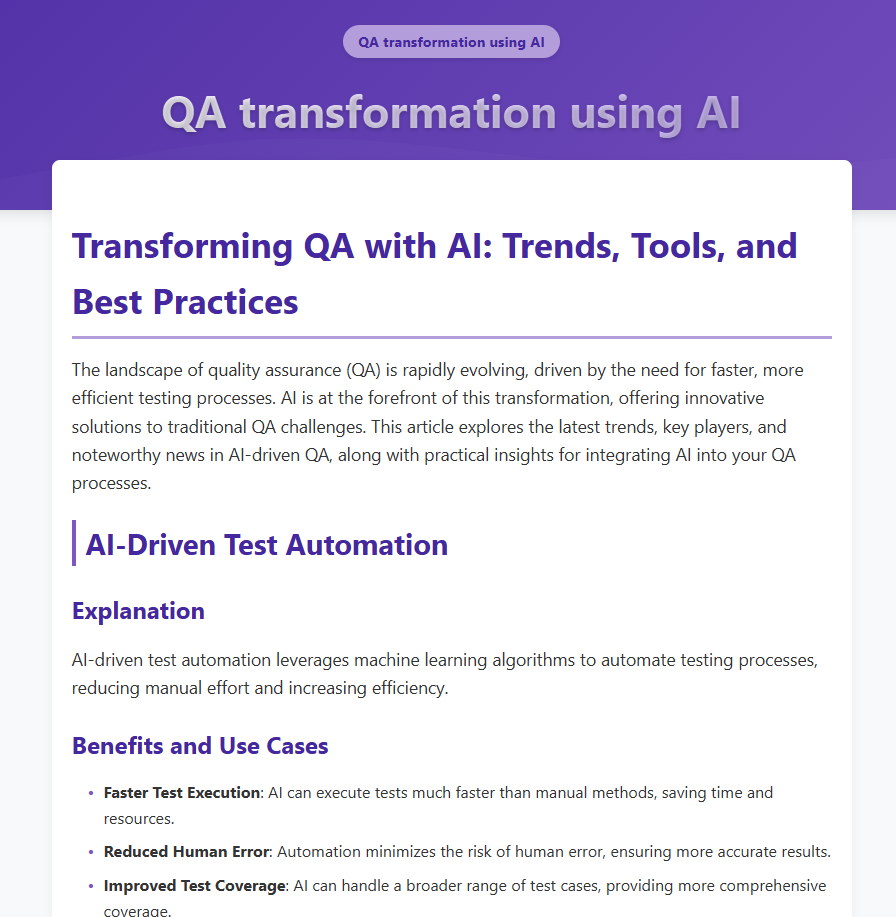 QA transformation using AI
QA transformation using AI
Transforming QA with AI: Trends, Tools, and
Best Practices
The landscape of quality assurance (QA) is rapidly evolving, driven by the need for faster, more
efficient testing processes. AI is at the forefront of this transformation, offering innovative
solutions to traditional QA challenges. This article explores the latest trends, key players, and
noteworthy news in AI-driven QA, along with practical insights for integrating AI into your QA
processes.
AI-Driven Test Automation
Explanation
AI-driven test automation leverages machine learning algorithms to automate testing processes,
reducing manual effort and increasing efficiency.
Benefits and Use Cases
• Faster Test Execution: AI can execute tests much faster than manual methods, saving time and
resources.
• Reduced Human Error: Automation minimizes the risk of human error, ensuring more accurate results.
• Improved Test Coverage: AI can handle a broader range of test cases, providing more comprehensive
coverage.